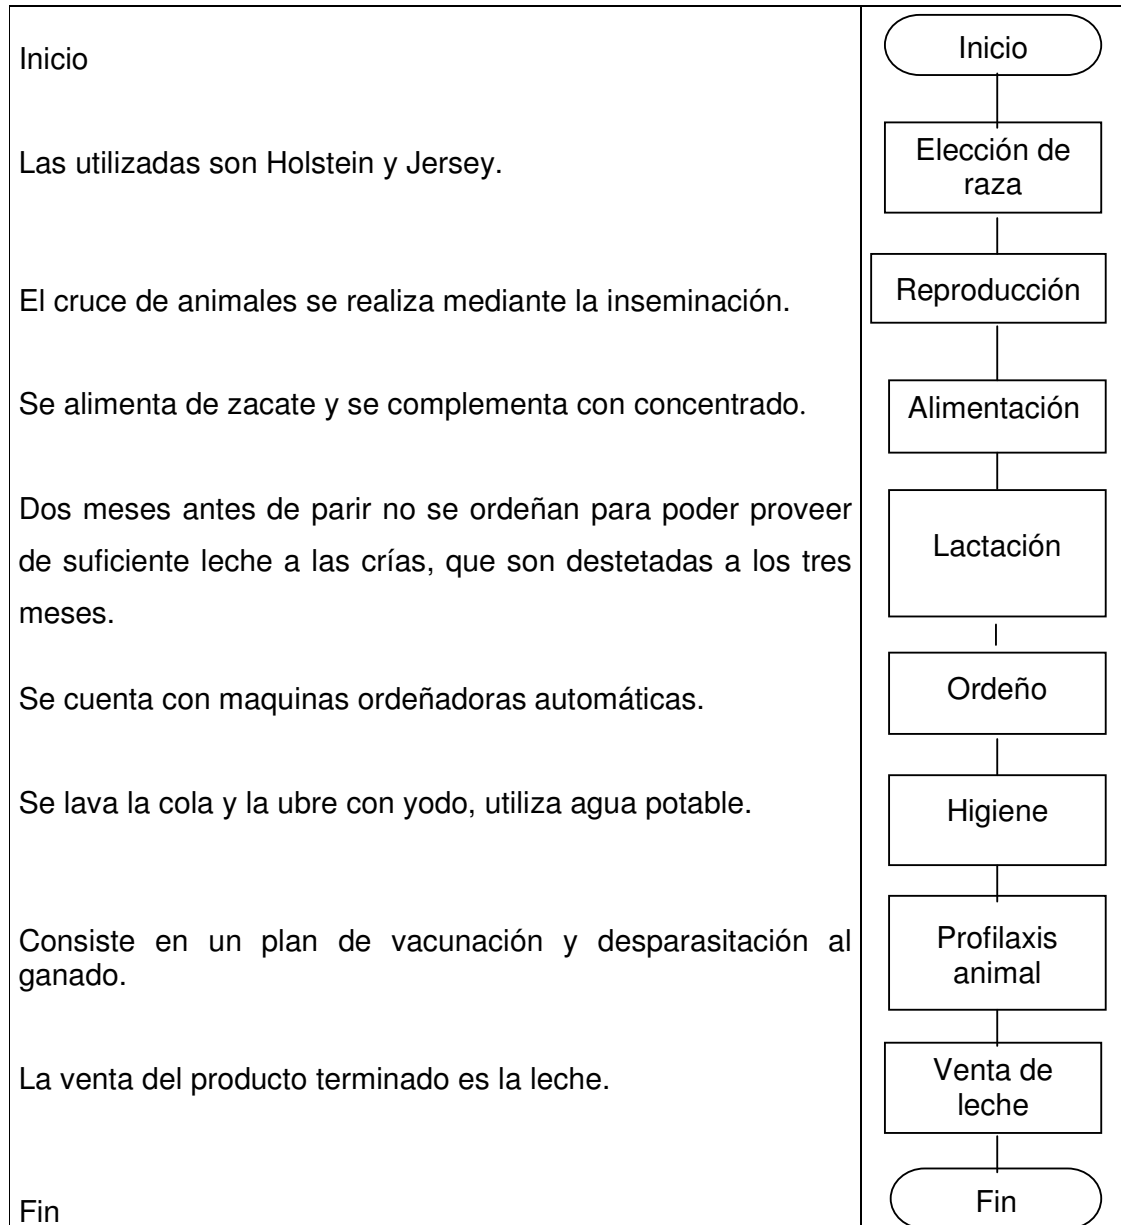 Inicio
Inicio
Las utilizadas son Holstein y Jersey.
Elección de
raza
El cruce de animales se realiza mediante la inseminación.
Reproducción
Se alimenta de zacate y se complementa con concentrado.
Alimentación
Dos meses antes de parir no se ordeñan para poder proveer
de suficiente leche a las crías, que son destetadas a los tres
meses.
Lactación
Se cuenta con maquinas ordeñadoras automáticas.
Ordeño
Se lava la cola y la ubre con yodo, utiliza agua potable.
Higiene
Consiste en un plan de vacunación y desparasitación al
ganado.
Profilaxis
animal
La venta del producto terminado es la leche.
Venta de
leche
Fin
Fin